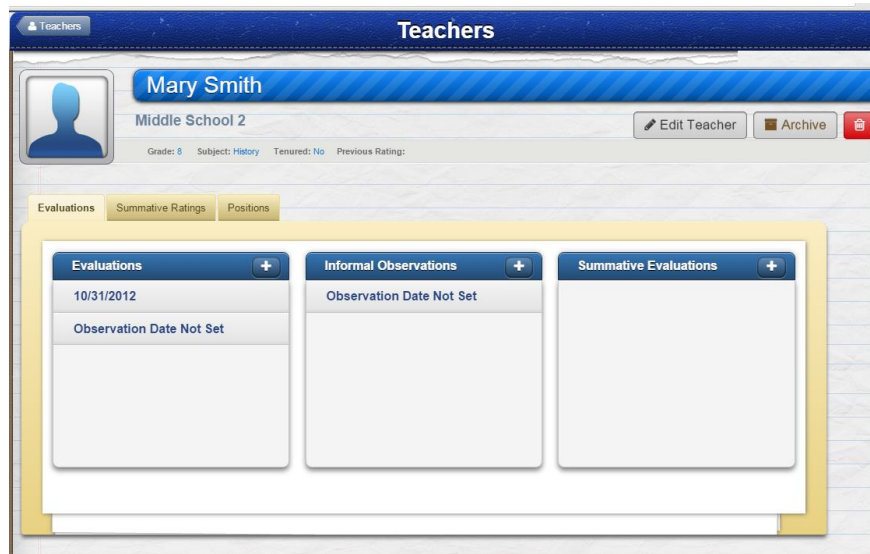 Teachers
Teachers
Mary Smith
Middle School 2
Edit Teacher
Archive
Grade: 8 Subject: History Tenured: No Previous Rating:
Evaluations Summative Ratings Positions
Evaluations +
10/31/2012
Observation Date Not Set
Informal Observations +
Observation Date Not Set
Summative Evaluations +